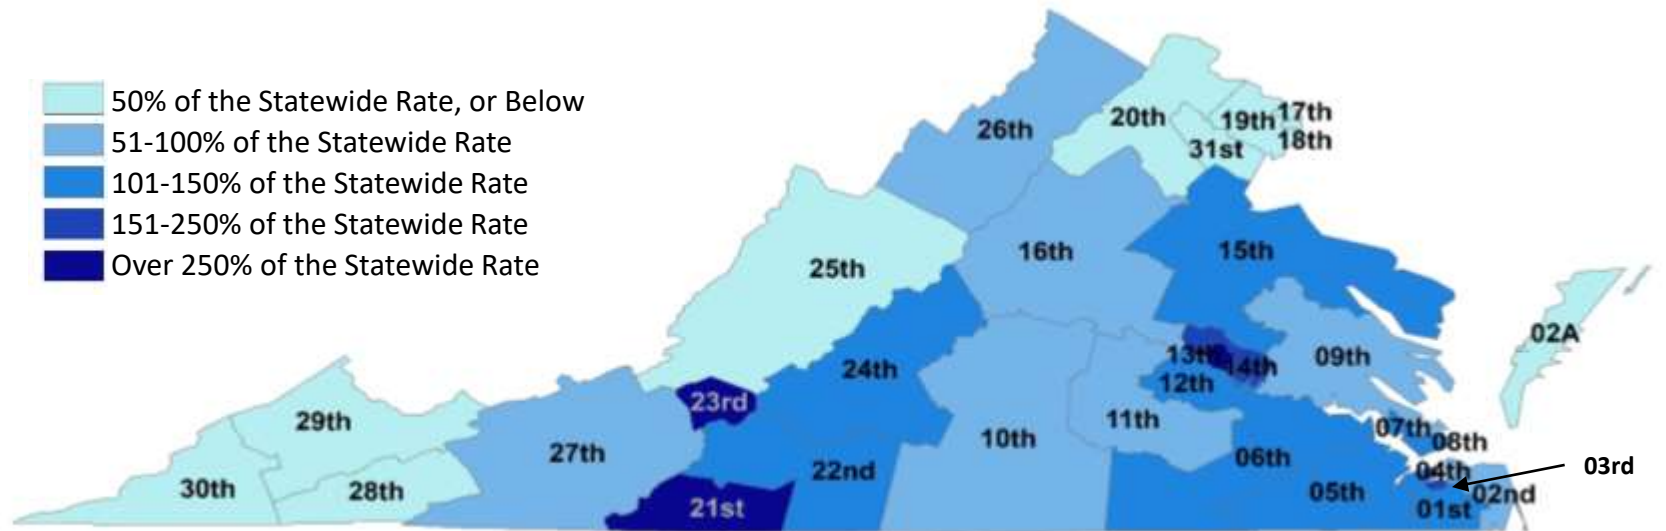 50% of the Statewide Rate, or Below
51-100% of the Statewide Rate
101-150% of the Statewide Rate
151-250% of the Statewide Rate
Over 250% of the Statewide Rate
26th
20th
19th
17th
18th
31st
25th
16th
15th
02A
13th
14th
12th
09th
24th
23rd
29th
11th
07th
08th
10th
27th
22nd
06th
04th
03rd
30th
28th
21st
05th
02nd
01st